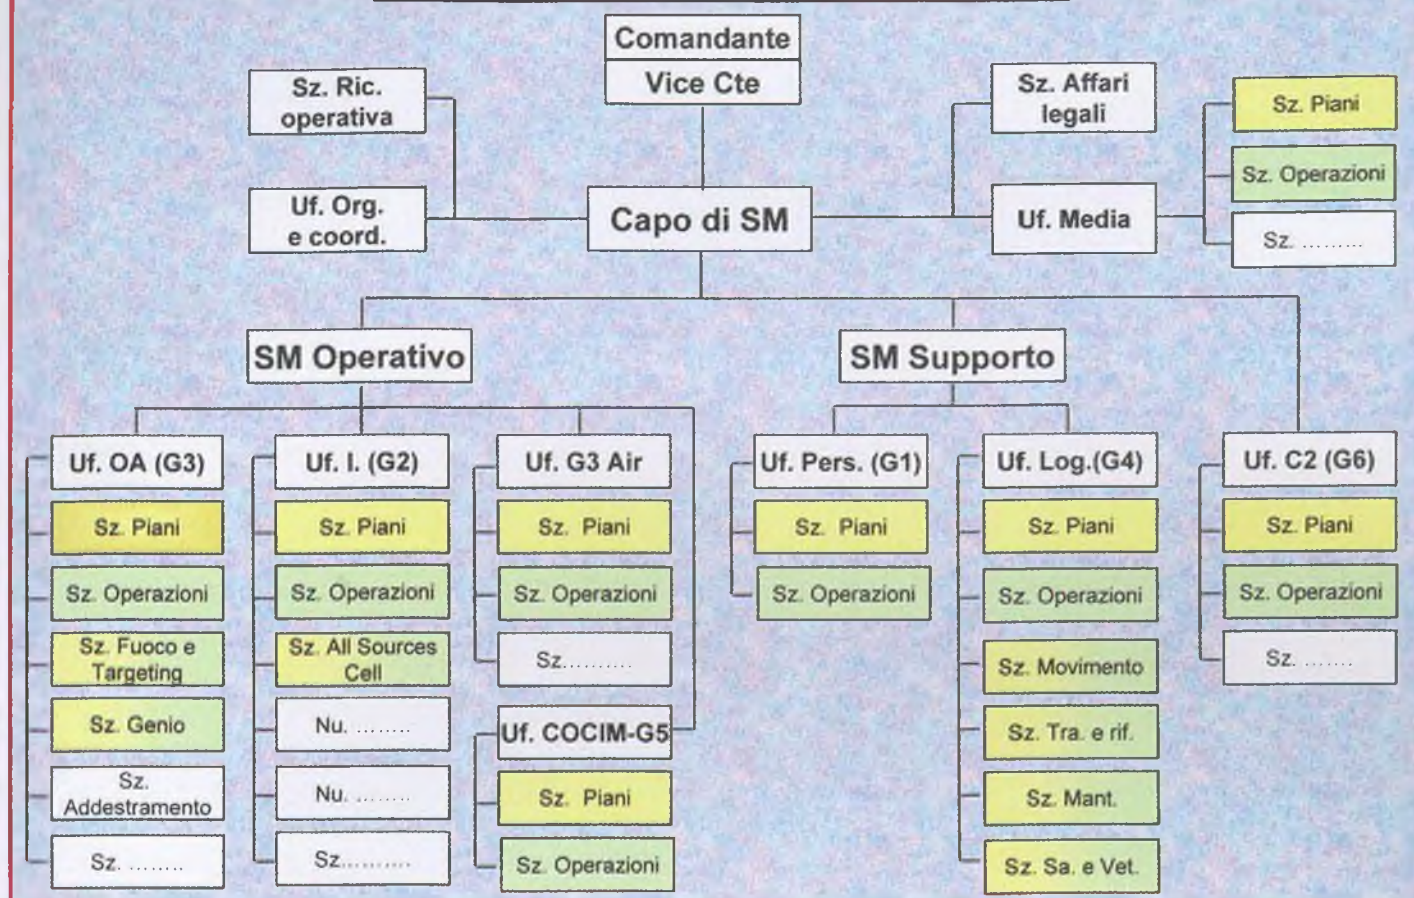 Comandante
Vice Cte
Sz. Ric.
operativa
Uf. Org.
e coord.
Capo di SM
Sz. Affari
legali
Uf. Media
Sz. Piani
Sz. Operazioni
Sz. .........
SM Operativo
SM Supporto
Uf. OA (G3)
Sz. Piani
Sz. Operazioni
Sz. Fuoco e
Targeting
Sz. Genio
Sz.
Addestramento
Sz. ........
Uf. I. (G2)
Sz. Piani
Sz. Operazioni
Sz. All Sources
Cell
Nu. ........
Nu. ........
Sz..........
Uf. G3 Air
Sz. Piani
Sz. Operazioni
Sz..........
Uf. COCIM-G5
Sz. Piani
Sz. Operazioni
Uf. Pers. (G1)
Sz. Piani
Sz. Operazioni
Uf. Log.(G4)
Sz. Piani
Sz. Operazioni
Sz. Movimento
Sz. Tra. e rif.
Sz. Mant.
Sz. Sa. e Vet.
Uf. C2 (G6)
Sz. Piani
Sz. Operazioni
Sz. ........